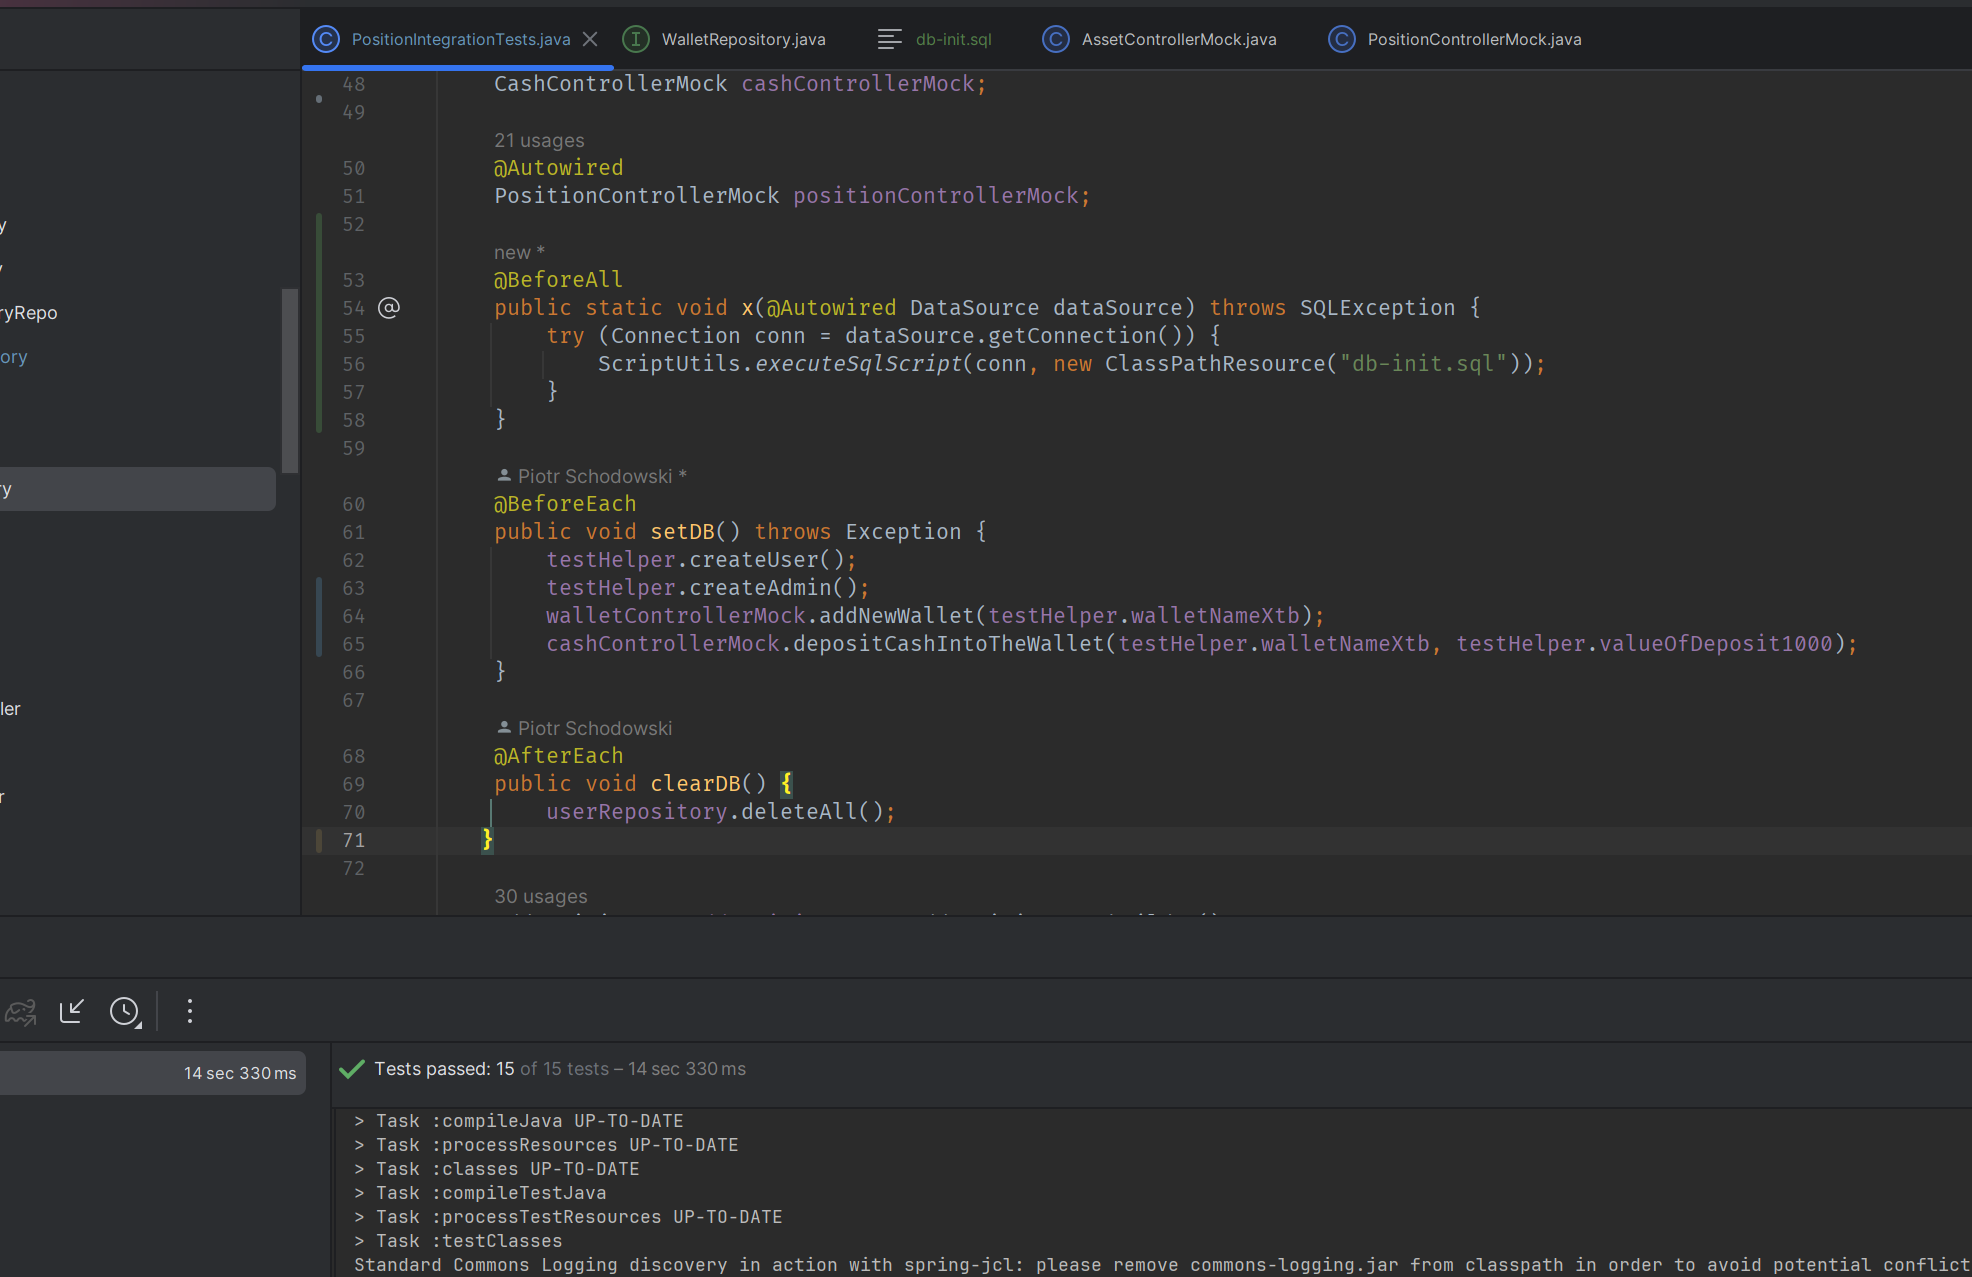 PositionIntegrationTests.java WalletRepository.java db-init.sql AssetControllerMock.java PositionControllerMock.java
48 CashControllerMock cashControllerMock;
49
21 usages
50 @Autowired
51 PositionControllerMock positionControllerMock;
52
new *
53 @BeforeAll
54 public static void x(@Autowired DataSource dataSource) throws SQLException {
55 try (Connection conn = dataSource.getConnection()) {
56 ScriptUtils.executeSqlScript(conn, new ClassPathResource("db-init.sql"));
57 }
58 }
59
Piotr Schodowski *
60 @BeforeEach
61 public void setDB() throws Exception {
62 testHelper.createUser();
63 testHelper.createAdmin();
64 walletControllerMock.addNewWallet(testHelper.walletNameXtb);
65 cashControllerMock.depositCashIntoTheWallet(testHelper.walletNameXtb, testHelper.valueOfDeposit1000);
66 }
67
Piotr Schodowski
68 @AfterEach
69 public void clearDB() {
70 userRepository.deleteAll();
71 }
72
30 usages
y
ryRepo
ory
ry
ler
r
14 sec 330 ms
Tests passed: 15 of 15 tests – 14 sec 330 ms
> Task :compileJava UP-TO-DATE
> Task :processResources UP-TO-DATE
> Task :classes UP-TO-DATE
> Task :compileTestJava
> Task :processTestResources UP-TO-DATE
> Task :testClasses
Standard Commons Logging discovery in action with spring-jcl: please remove commons-logging.jar from classpath in order to avoid potential conflict